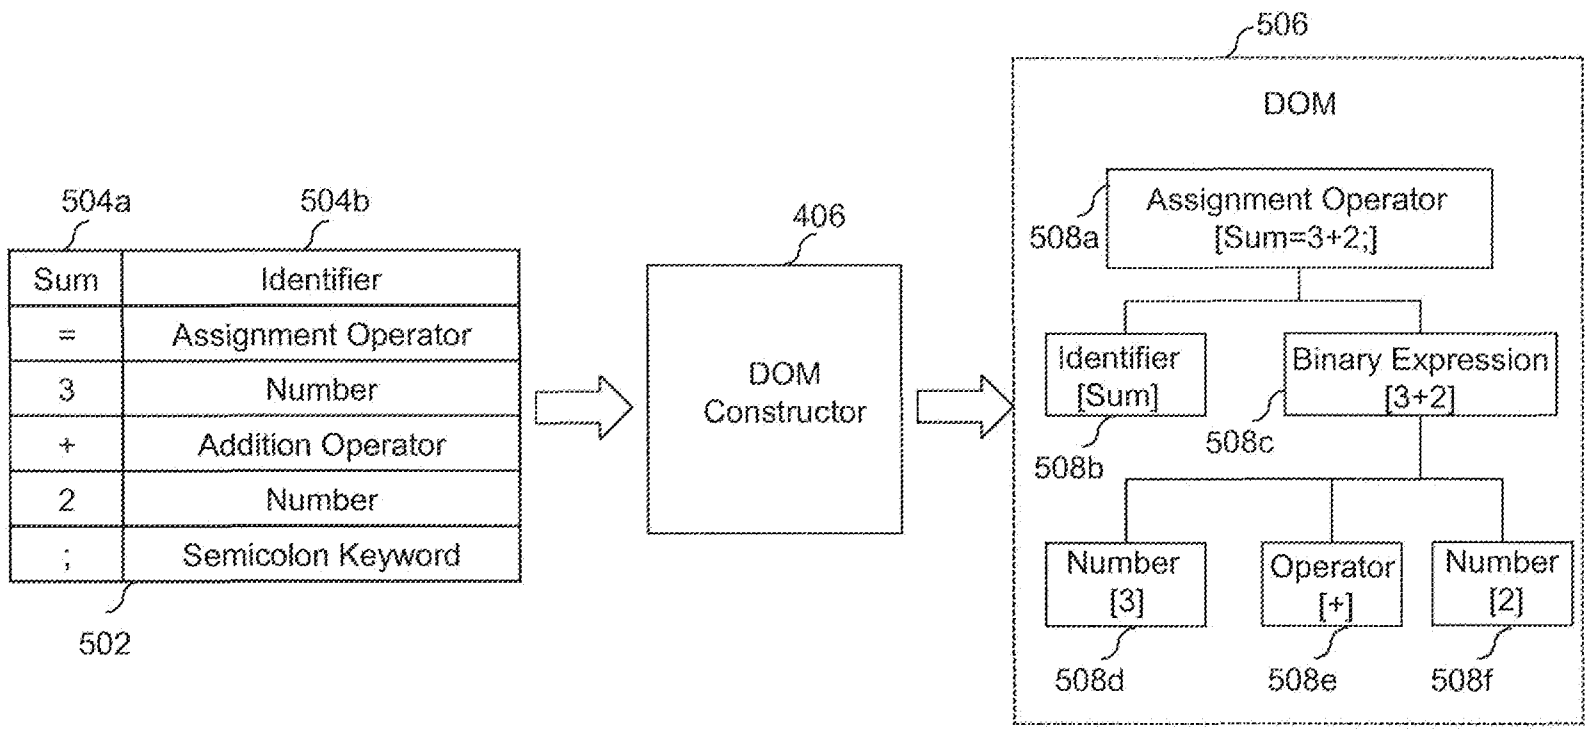 506
DOM
504a
504b
406
Assignment Operator
[Sum=3+2;]
508a
Sum Identifier
= Assignment Operator
3 Number
+ Addition Operator
2 Number
; Semicolon Keyword
502
DOM
Constructor
Identifier
[Sum]
508b
Binary Expression
[3+2]
508c
Number
[3]
508d
Operator
[+]
508e
Number
[2]
508f